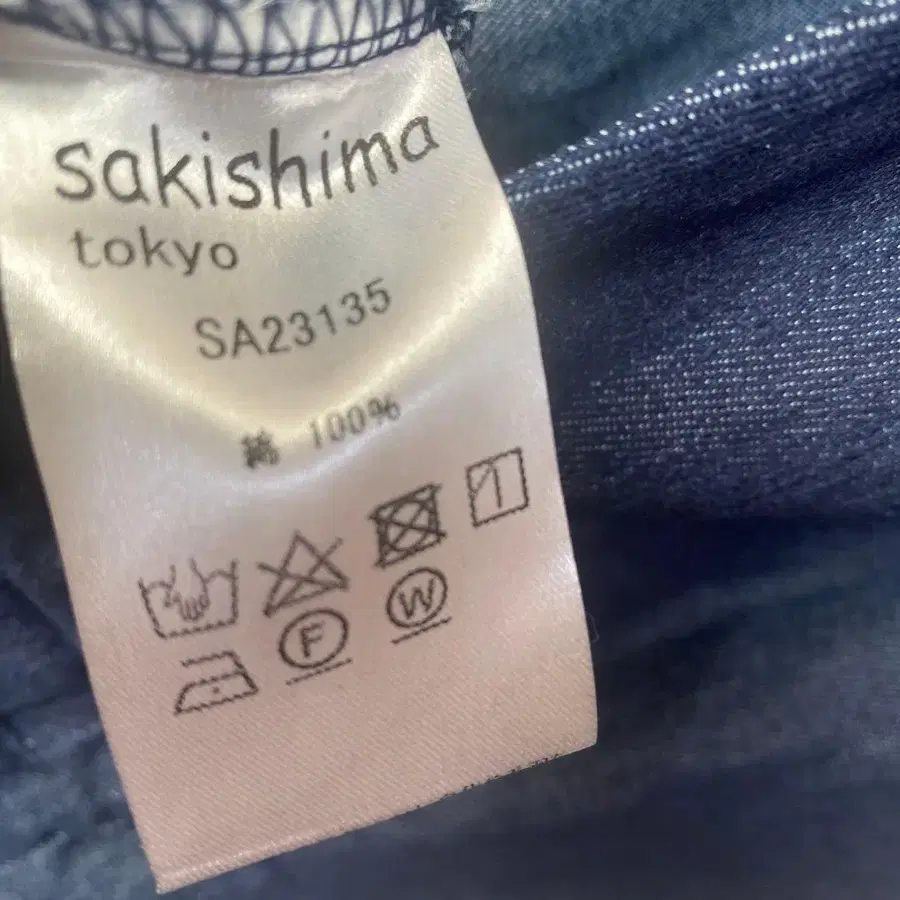 sakishima
tokyo
SA23135
綿 100%
F
W